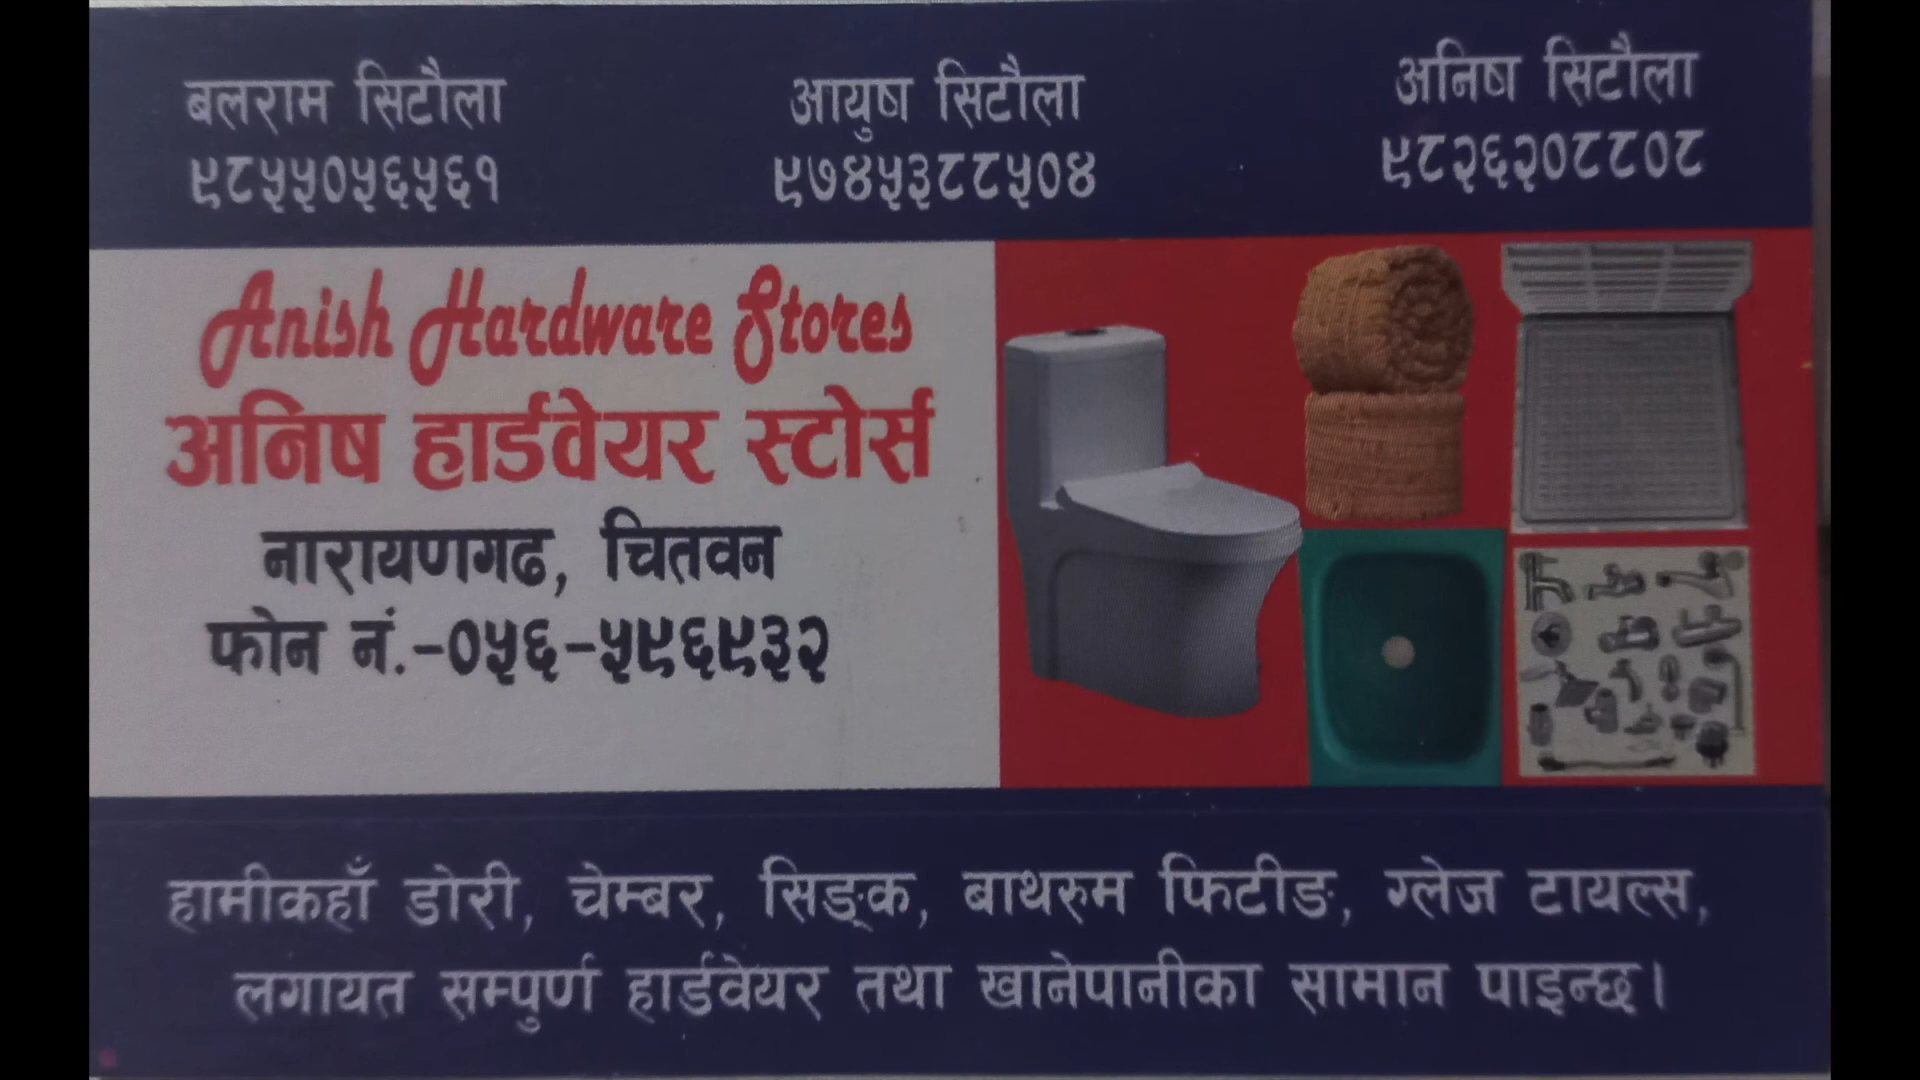 बलराम सिटौला आयुष सिटौला अनिष सिटौला
९८५५०५६५६१ ९७४५३८८५०४ ९८२६२०८८०८
Anish Hardware Stores
अनिष हार्डवेयर स्टोर्स
नारायणगढ, चितवन
फोन नं.-०५६-५९६९३२
हामीकहाँ डोरी, चेम्बर, सिङ्क, बाथरुम फिटीङ, ग्लेज टायल्स,
लगायत सम्पुर्ण हार्डवेयर तथा खानेपानीका सामान पाइन्छ।